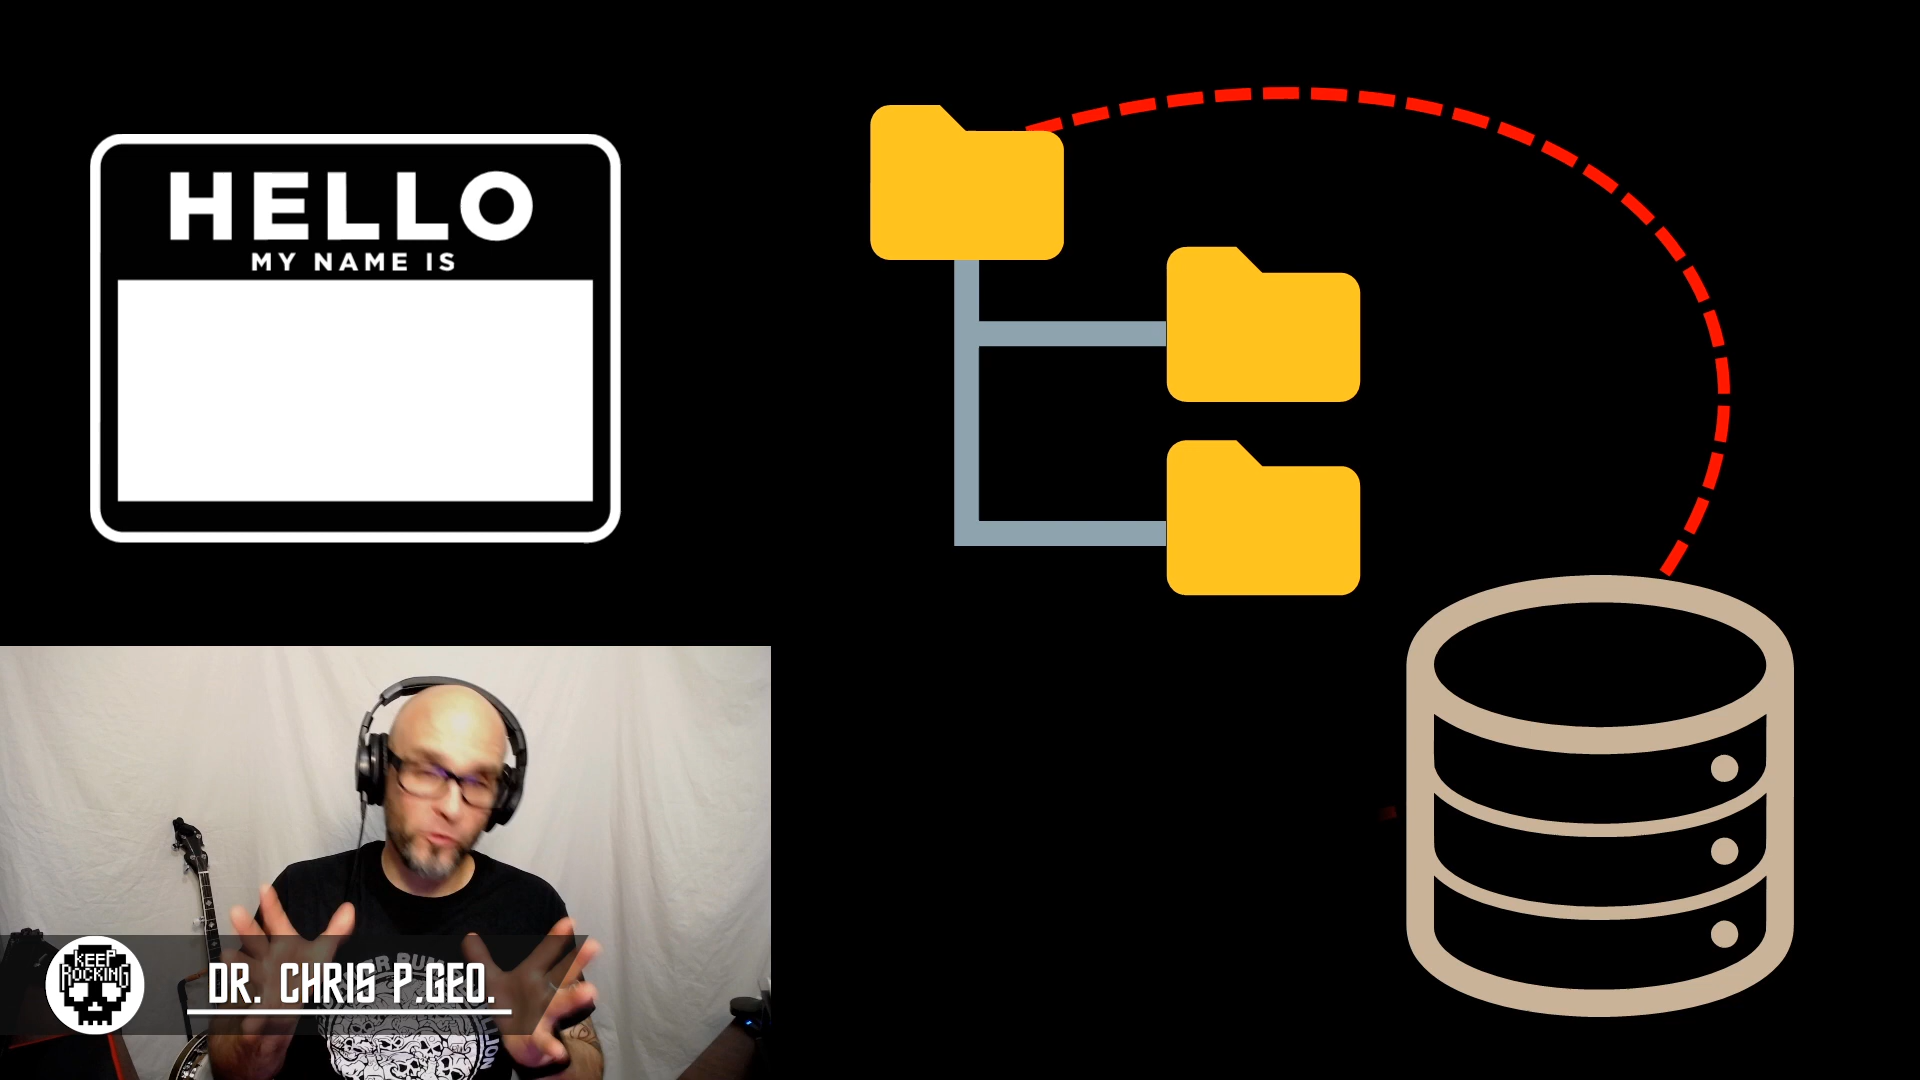 HELLO
MY NAME IS
KEEP
ROCKING
DR. CHRIS P.GEO.